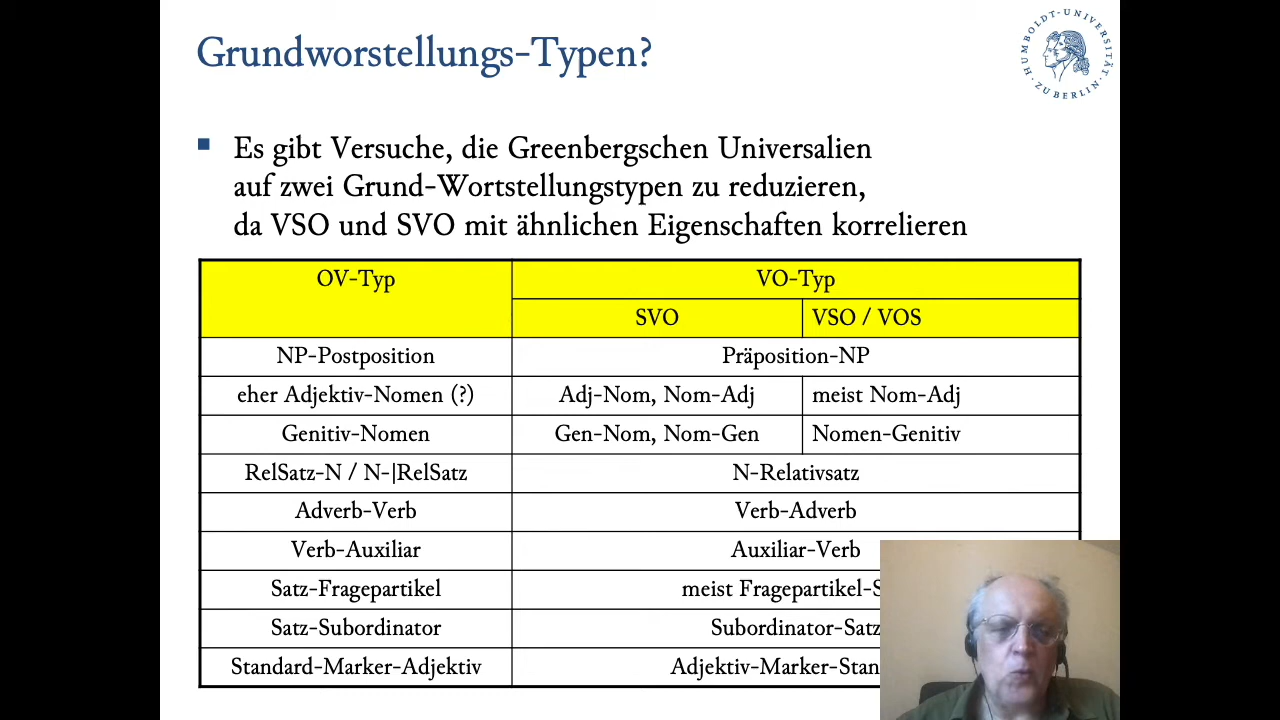 Grundworstellungs-Typen?
HUMBOLDT-UNIVERSITÄT ZU BERLIN
Es gibt Versuche, die Greenbergschen Universalien
auf zwei Grund-Wortstellungstypen zu reduzieren,
da VSO und SVO mit ähnlichen Eigenschaften korrelieren
OV-Typ VO-Typ
SVO VSO / VOS
NP-Postposition Präposition-NP
eher Adjektiv-Nomen (?) Adj-Nom, Nom-Adj meist Nom-Adj
Genitiv-Nomen Gen-Nom, Nom-Gen Nomen-Genitiv
RelSatz-N / N-|RelSatz N-Relativsatz
Adverb-Verb Verb-Adverb
Verb-Auxiliar Auxiliar-Verb
Satz-Fragepartikel meist Fragepartikel-S
Satz-Subordinator Subordinator-Satz
Standard-Marker-Adjektiv Adjektiv-Marker-Stan